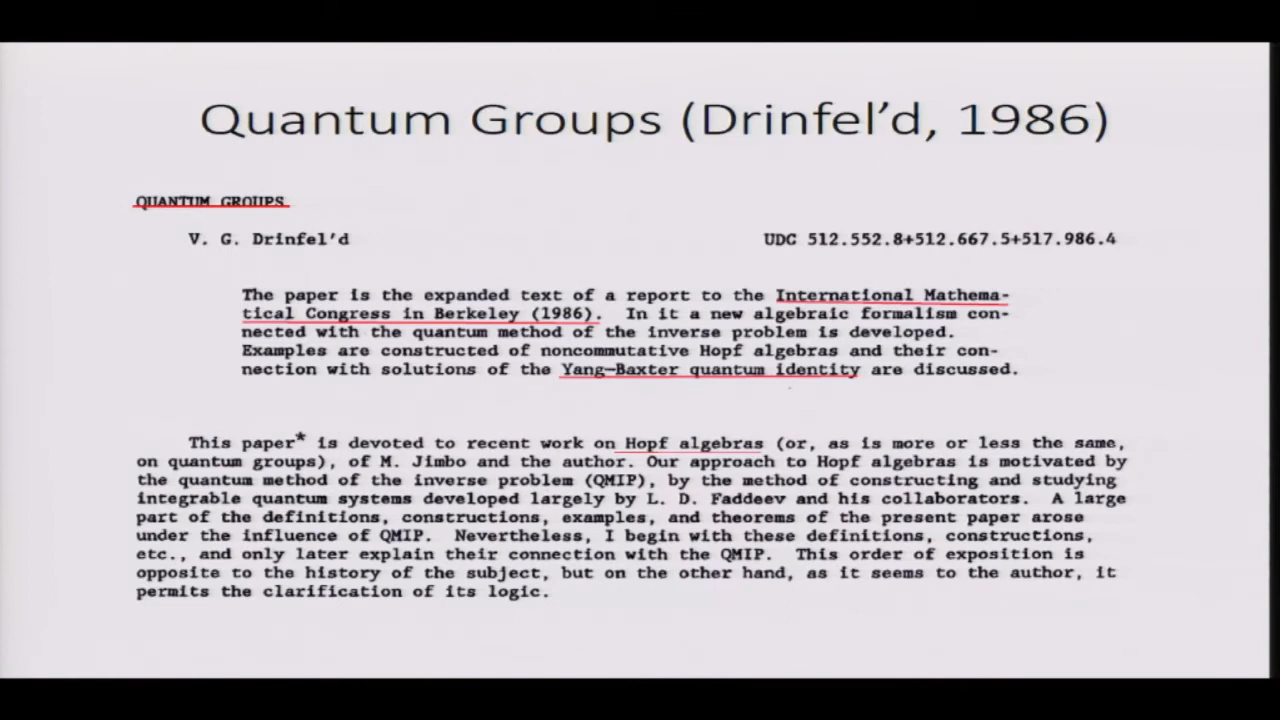 Quantum Groups (Drinfel’d, 1986)
QUANTUM GROUPS
V. G. Drinfel'd UDC 512.552.8+512.667.5+517.986.4
The paper is the expanded text of a report to the International Mathema-
tical Congress in Berkeley (1986). In it a new algebraic formalism con-
nected with the quantum method of the inverse problem is developed.
Examples are constructed of noncommutative Hopf algebras and their con-
nection with solutions of the Yang—Baxter quantum identity are discussed.
This paper* is devoted to recent work on Hopf algebras (or, as is more or less the same,
on quantum groups), of M. Jimbo and the author. Our approach to Hopf algebras is motivated by
the quantum method of the inverse problem (QMIP), by the method of constructing and studying
integrable quantum systems developed largely by L. D. Faddeev and his collaborators. A large
part of the definitions, constructions, examples, and theorems of the present paper arose
under the influence of QMIP. Nevertheless, I begin with these definitions, constructions,
etc., and only later explain their connection with the QMIP. This order of exposition is
opposite to the history of the subject, but on the other hand, as it seems to the author, it
permits the clarification of its logic.